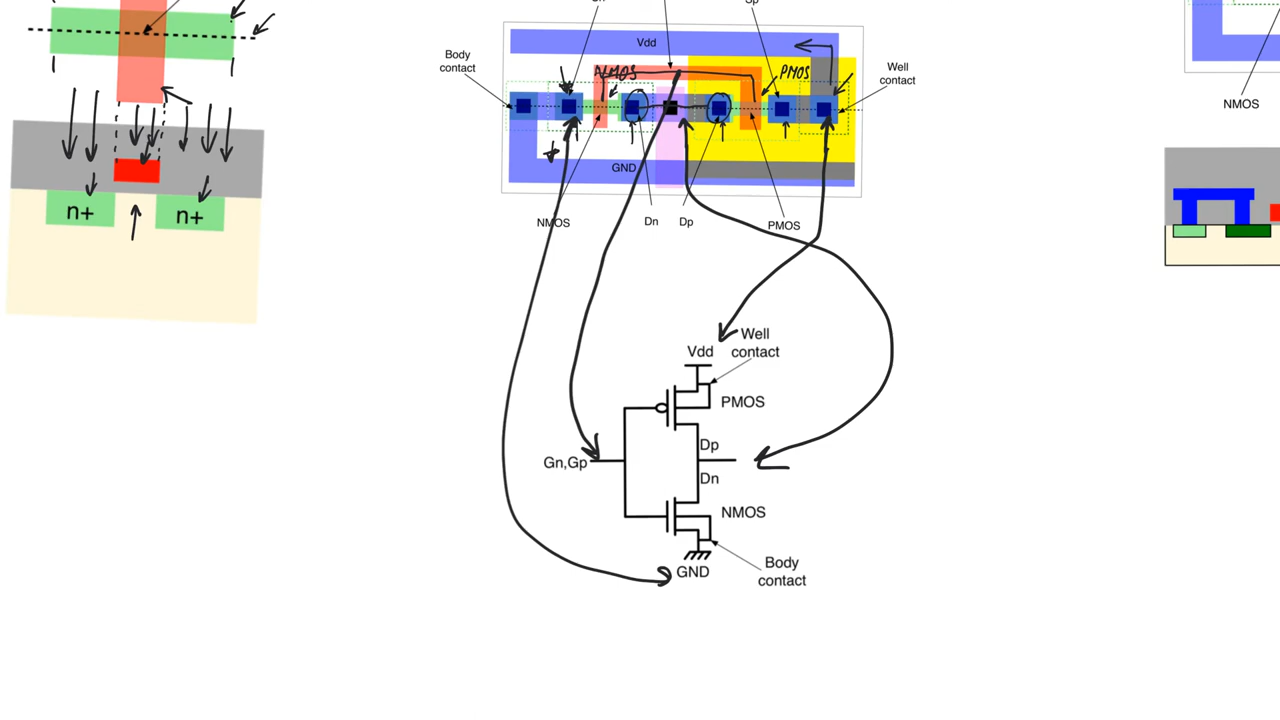 Vdd
Body
contact
NMOS
PMOS
Well
contact
GND
NMOS
Dn
Dp
PMOS
n+
n+
NMOS
Well
contact
Vdd
PMOS
Dp
Gn,Gp
Dn
NMOS
Body
contact
GND